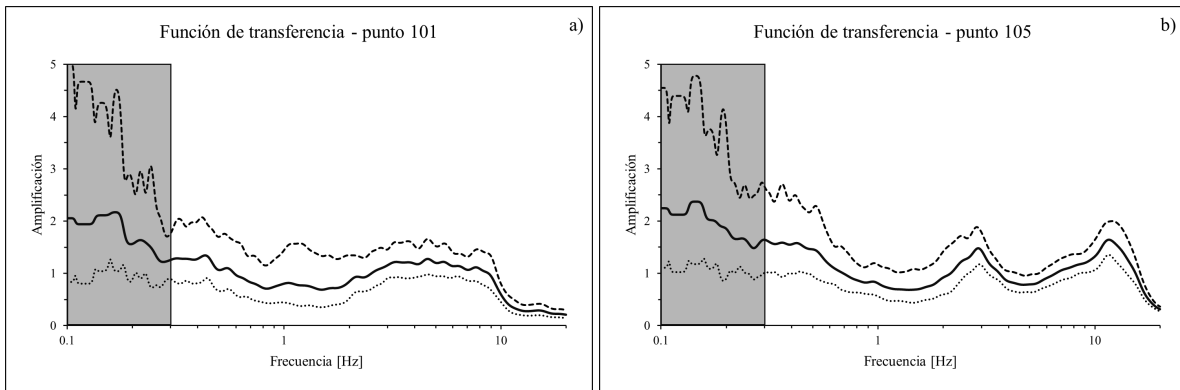 Función de transferencia - punto 101
a)
Amplificación
5
4
3
2
1
0
0.1
1
10
Frecuencia [Hz]
Función de transferencia - punto 105
b)
Amplificación
5
4
3
2
1
0
0.1
1
10
Frecuencia [Hz]